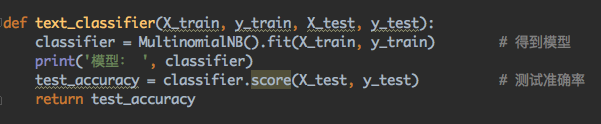 def text_classifier(X_train, y_train, X_test, y_test):
    classifier = MultinomialNB().fit(X_train, y_train)        # 得到模型
    print('模型： ', classifier)
    test_accuracy = classifier.score(X_test, y_test)          # 测试准确率
    return test_accuracy